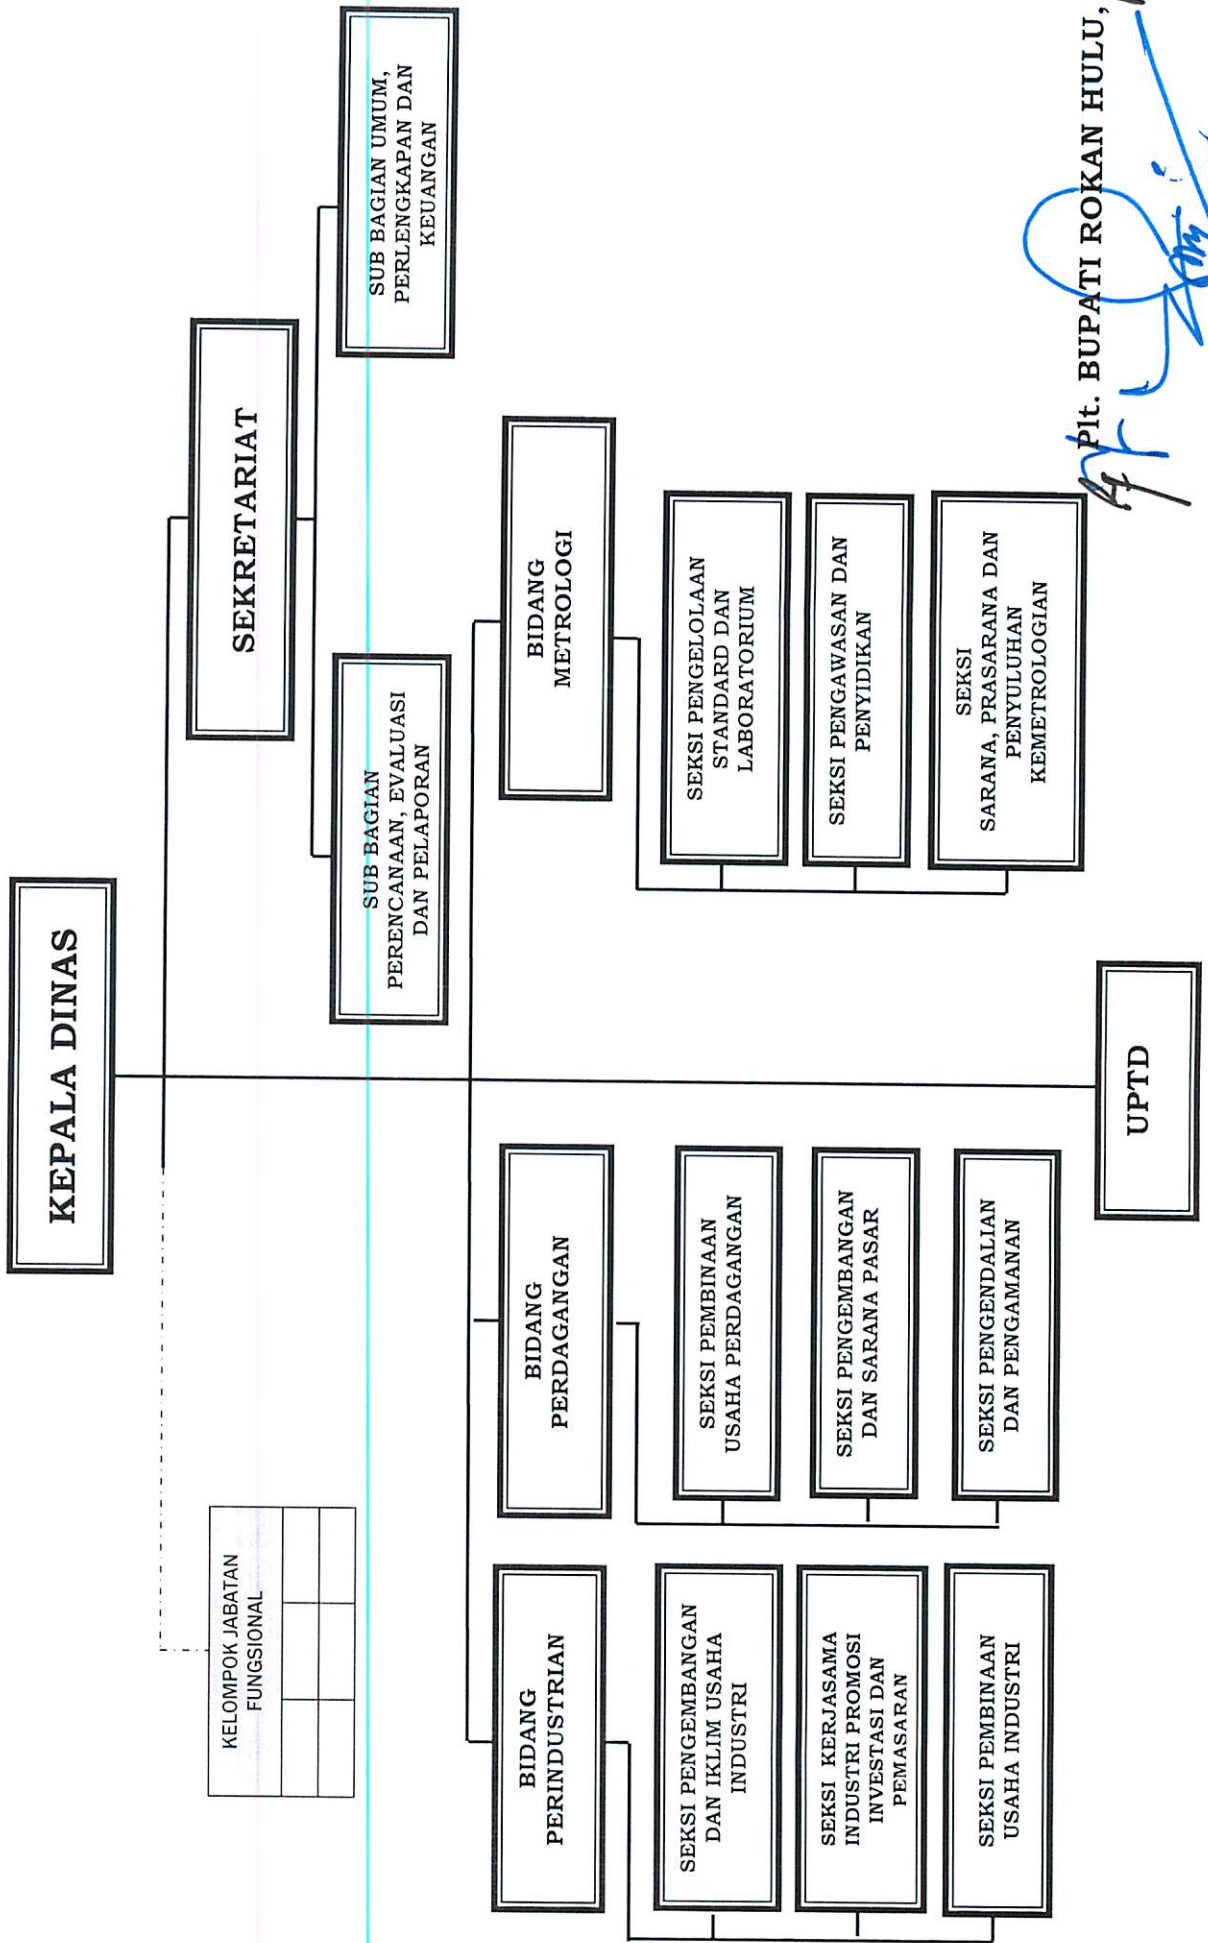 KEPALA DINAS
KELOMPOK JABATAN
FUNGSIONAL
SEKRETARIAT
SUB BAGIAN
PERENCANAAN, EVALUASI
DAN PELAPORAN
SUB BAGIAN UMUM,
PERLENGKAPAN DAN
KEUANGAN
BIDANG
PERINDUSTRIAN
SEKSI PENGEMBANGAN
DAN IKLIM USAHA
INDUSTRI
SEKSI KERJASAMA
INDUSTRI PROMOSI
INVESTASI DAN
PEMASARAN
SEKSI PEMBINAAN
USAHA INDUSTRI
BIDANG
PERDAGANGAN
SEKSI PEMBINAAN
USAHA PERDAGANGAN
SEKSI PENGEMBANGAN
DAN SARANA PASAR
SEKSI PENGENDALIAN
DAN PENGAMANAN
BIDANG
METROLOGI
SEKSI PENGELOLAAN
STANDARD DAN
LABORATORIUM
SEKSI PENGAWASAN DAN
PENYIDIKAN
SEKSI
SARANA, PRASARANA DAN
PENYULUHAN
KEMETROLOGIAN
UPTD
Plt. BUPATI ROKAN HULU,